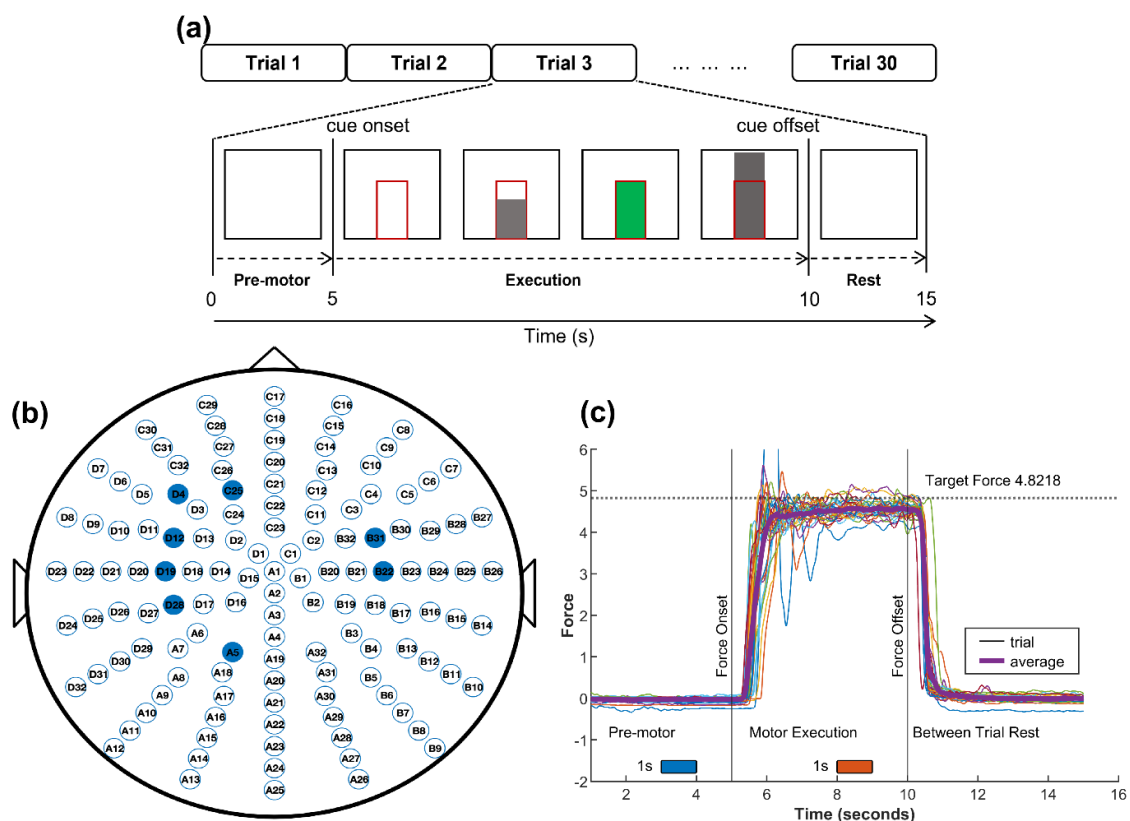 (a)
Trial 1 Trial 2 Trial 3 ... ... ... Trial 30
cue onset cue offset
Pre-motor Execution Rest
0 5 10 15
Time (s)
(b)
C17
C29 C16
C28 C18 C15
C30 C27 C19 C14 C8
C31 C26 C20 C13 C9
D7 C32 C25 C21 C12 C10 C7
D6 D5 D4 D3 C24 C22 C11 C4 C3 C5 C6
D8 D9 D10 D11 D12 D13 D2 C23 C2 B32 B31 B30 B29 B28 B27
D1 C1
D23 D22 D21 D20 D19 D18 D14 D15 A1 B1 B20 B21 B22 B23 B24 B25 B26
A2
D24 D25 D26 D27 D28 D17 D16 A3 B2 B19 B18 B17 B16 B15 B14
A6 A4 B3
D32 D31 D30 D29 A7 A5 A19 A32 B4 B13 B12 B11 B10
A8 A18 A20 A31 B5
A9 A17 A21 A30 B6
A10 A16 A22 A29 B7
A11 A15 A23 A28 B8
A12 A14 A24 A27 B9
A13 A25 A26
(c)
6
5
4
3
2
1
0
-1
-2
Force
Target Force 4.8218
Force Onset
Force Offset
trial
average
Pre-motor Motor Execution Between Trial Rest
1s 1s
2 4 6 8 10 12 14 16
Time (seconds)